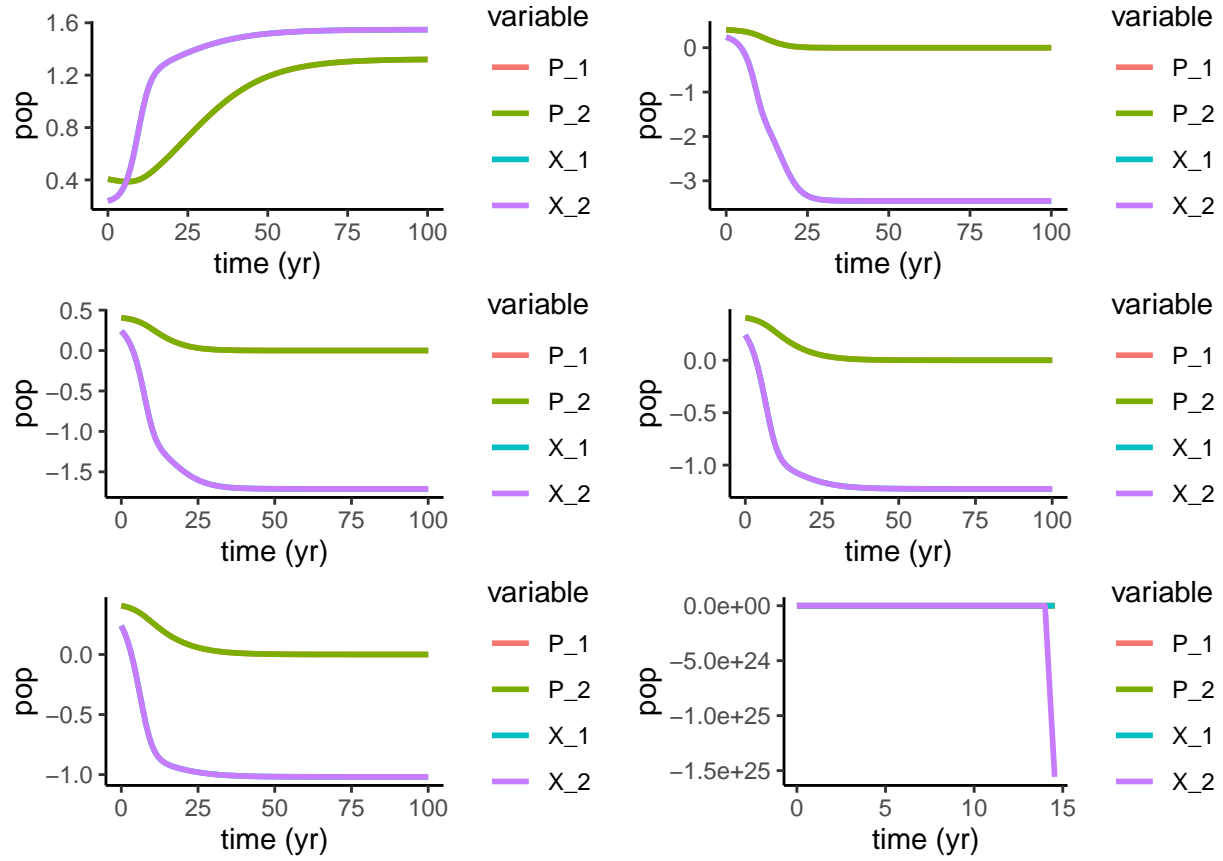 variable
1.6
1.2
0.8
0.4
pop
0 25 50 75 100
time (yr)
P_1
P_2
X_1
X_2
variable
0
−1
−2
−3
pop
0 25 50 75 100
time (yr)
P_1
P_2
X_1
X_2
variable
0.5
0.0
−0.5
−1.0
−1.5
pop
0 25 50 75 100
time (yr)
P_1
P_2
X_1
X_2
variable
0.0
−0.5
−1.0
pop
0 25 50 75 100
time (yr)
P_1
P_2
X_1
X_2
variable
0.0
−0.5
−1.0
pop
0 25 50 75 100
time (yr)
P_1
P_2
X_1
X_2
variable
0.0e+00
−5.0e+24
−1.0e+25
−1.5e+25
pop
0 5 10 15
time (yr)
P_1
P_2
X_1
X_2